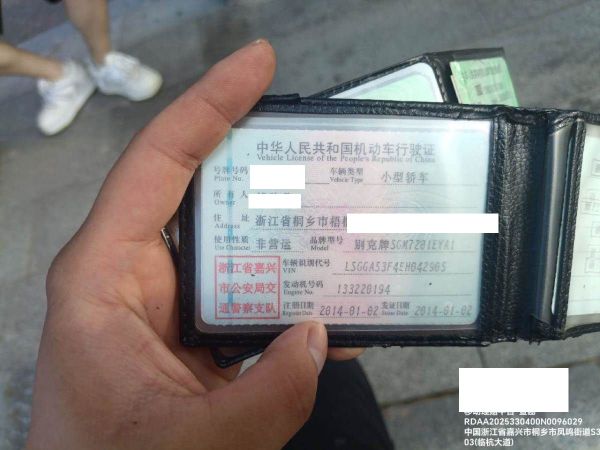 中华人民共和国机动车行驶证
Vehicle License of the People's Republic of China
号牌号码
Plate No.
车辆类型
Vehicle Type
小型轿车
所有人
Owner
住址
Address
浙江省桐乡市梧桐
使用性质
Use Character
非营运
品牌型号
Model
别克牌SGM7201EYA1
浙江省嘉兴
市公安局交
通警察支队
车辆识别代号
VIN
LSGGA53F4EH042905
发动机号码
Engine No.
133220194
注册日期
Register Date
2014-01-02
发证日期
Issue Date
2014-01-02
RDAA2025330400N0096029
中国浙江省嘉兴市桐乡市凤鸣街道S3
03(临杭大道)